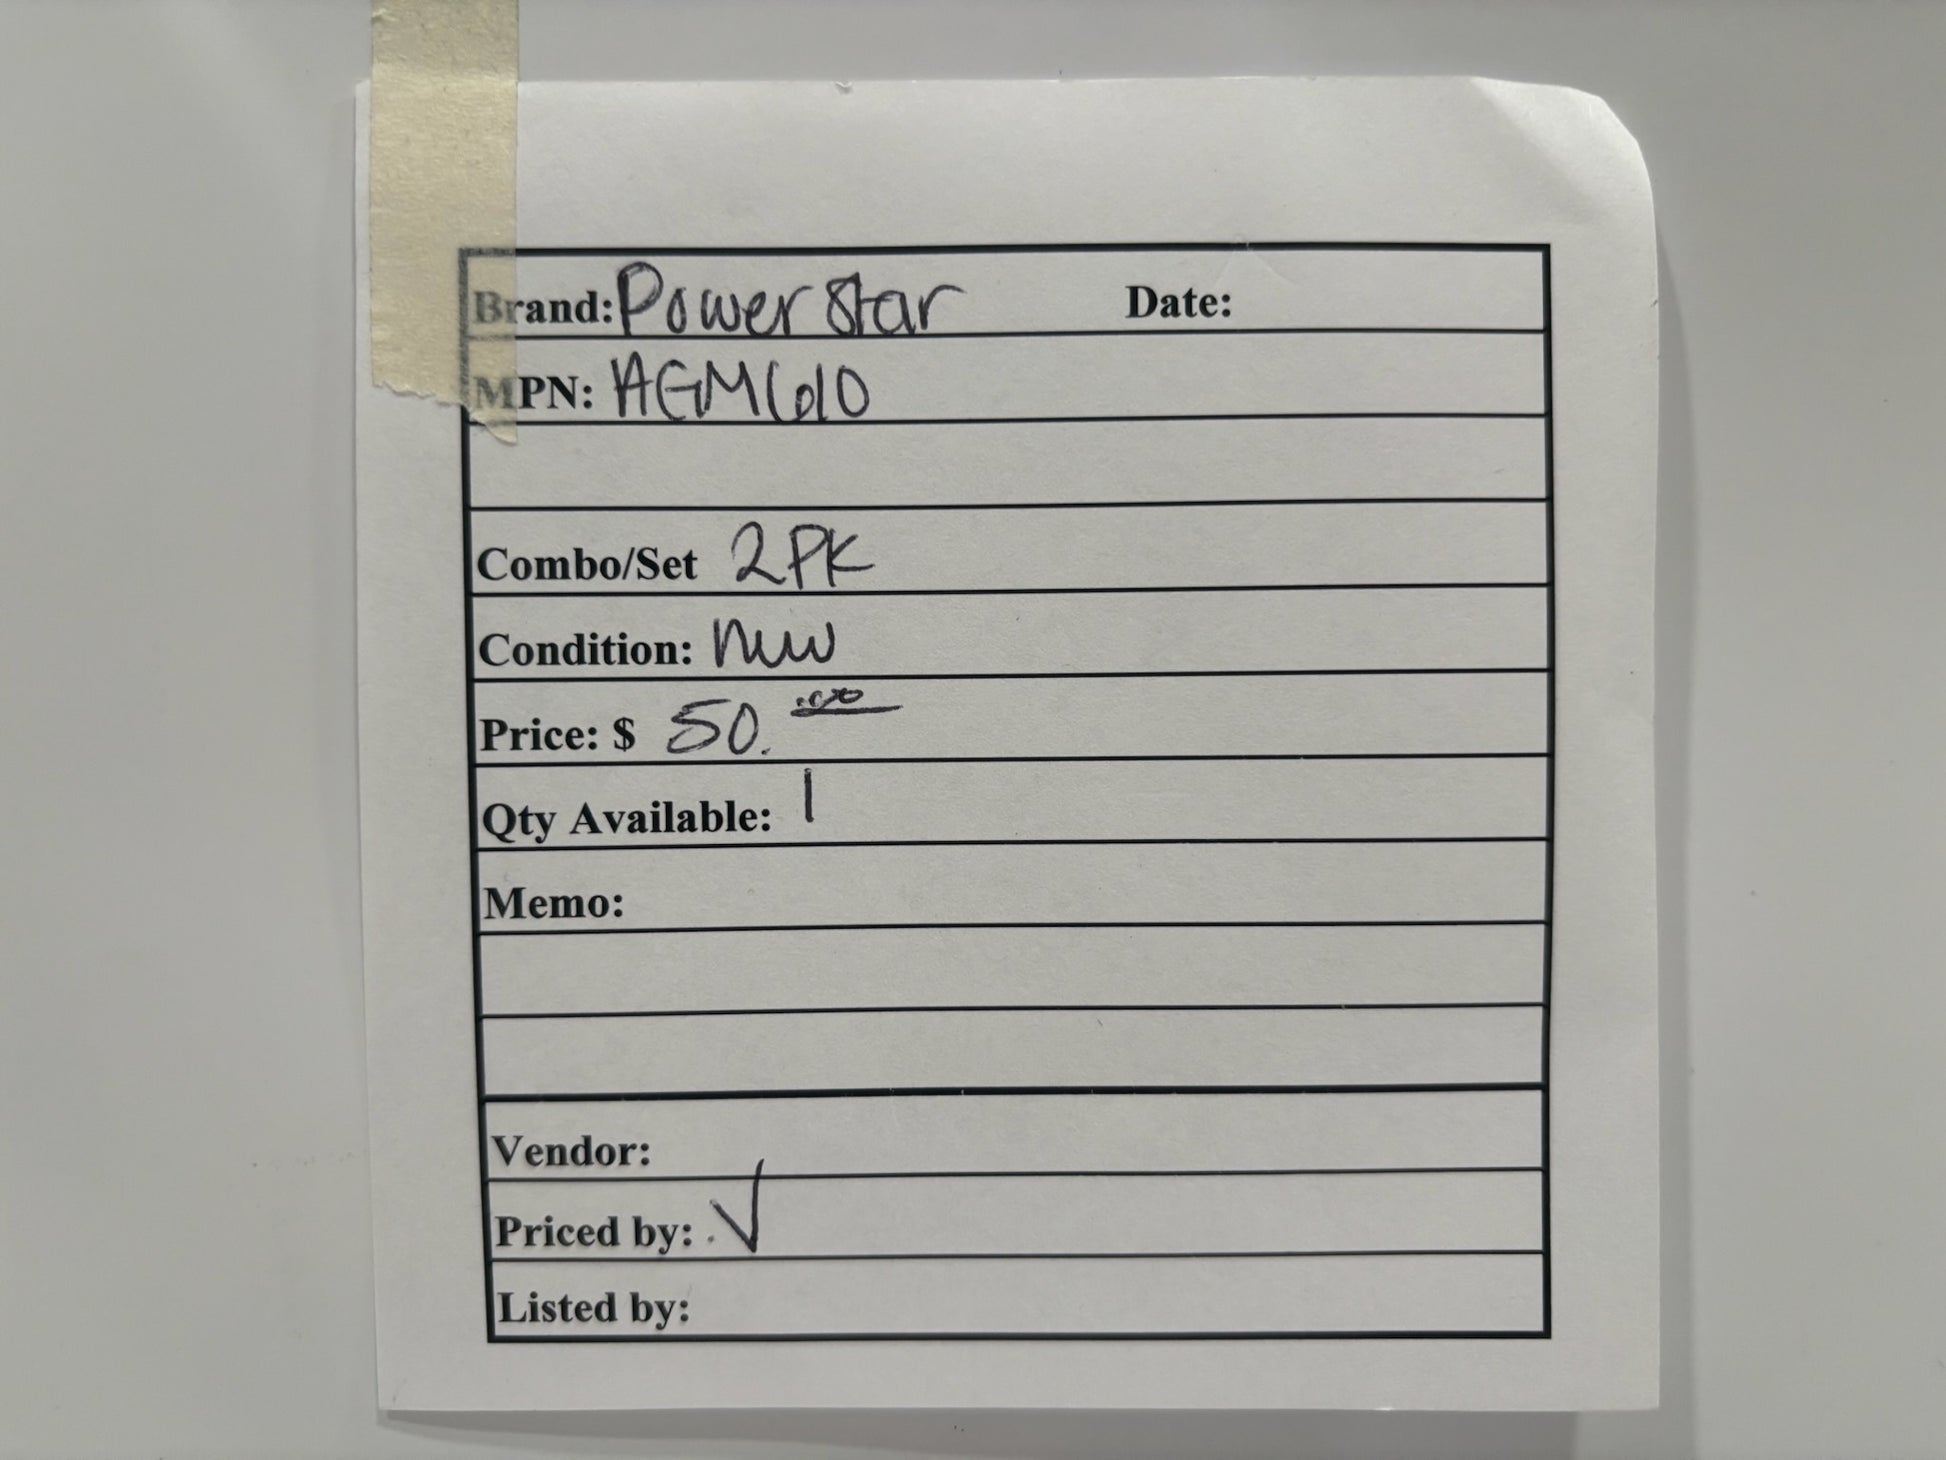 Brand: Power Star Date:
MPN: AGM610
Combo/Set 2PK
Condition: new
Price: $ 50.00
Qty Available: 1
Memo:
Vendor:
Priced by: ✓
Listed by: